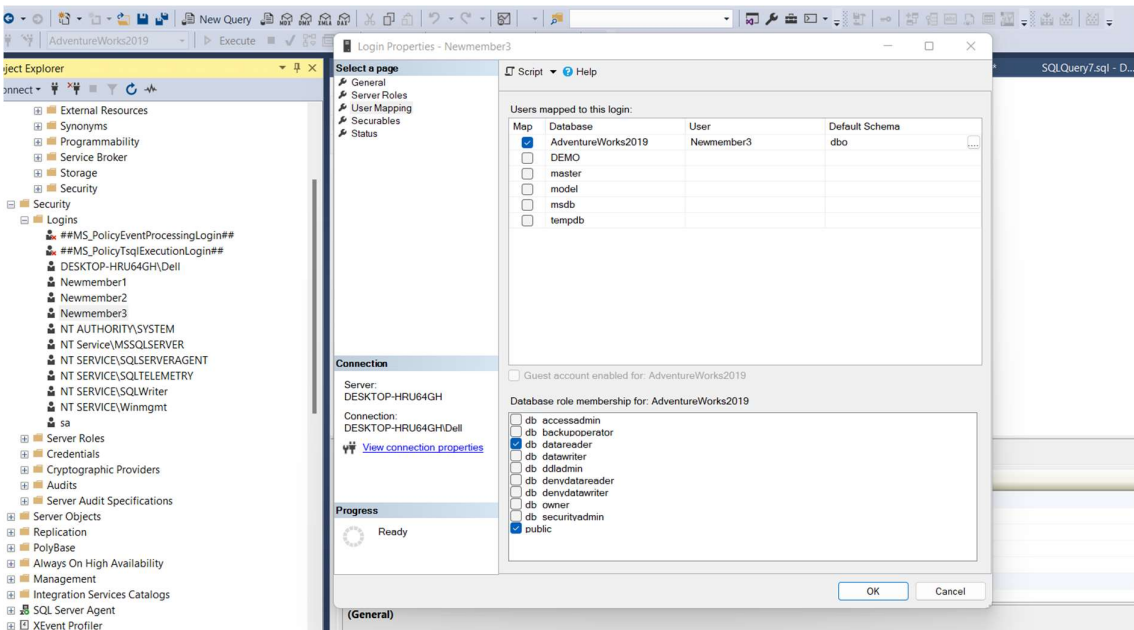 New Query
MDX DMX XMLA DAX
AdventureWorks2019
Execute
ject Explorer
onnect
External Resources
Synonyms
Programmability
Service Broker
Storage
Security
Security
Logins
##MS_PolicyEventProcessingLogin##
##MS_PolicyTsqlExecutionLogin##
DESKTOP-HRU64GH\Dell
Newmember1
Newmember2
Newmember3
NT AUTHORITY\SYSTEM
NT Service\MSSQLSERVER
NT SERVICE\SQLSERVERAGENT
NT SERVICE\SQLTELEMETRY
NT SERVICE\SQLWriter
NT SERVICE\Winmgmt
sa
Server Roles
Credentials
Cryptographic Providers
Audits
Server Audit Specifications
Server Objects
Replication
PolyBase
Always On High Availability
Management
Integration Services Catalogs
SQL Server Agent
XEvent Profiler
Login Properties - Newmember3
Select a page
General
Server Roles
User Mapping
Securables
Status
Connection
Server:
DESKTOP-HRU64GH
Connection:
DESKTOP-HRU64GH\Dell
View connection properties
Progress
Ready
Script Help
Users mapped to this login:
Map Database User Default Schema
AdventureWorks2019 Newmember3 dbo ...
DEMO
master
model
msdb
tempdb
Guest account enabled for: AdventureWorks2019
Database role membership for: AdventureWorks2019
db_accessadmin
db_backupoperator
db_datareader
db_datawriter
db_ddladmin
db_denydatareader
db_denydatawriter
db_owner
db_securityadmin
public
OK Cancel
SQLQuery7.sql - D...
(General)